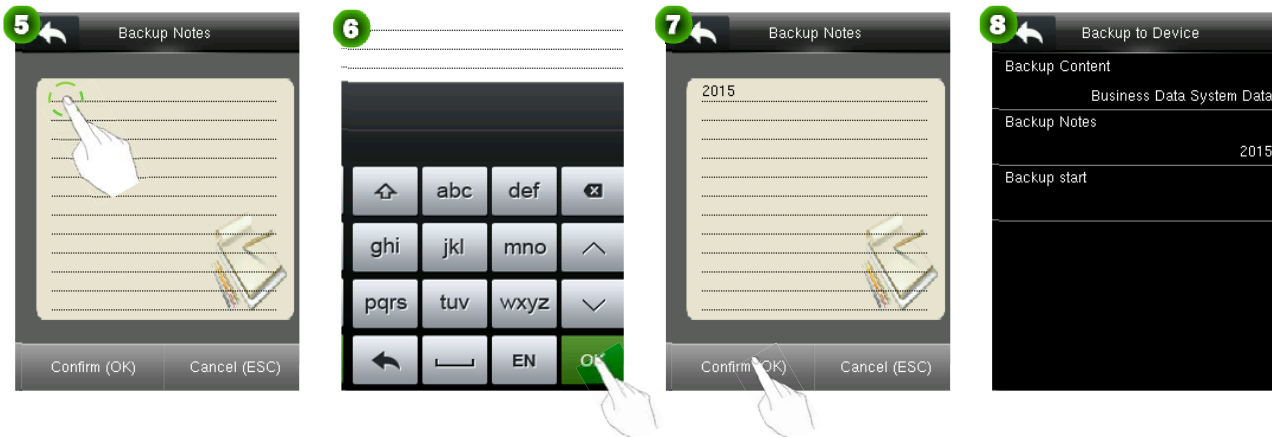 5
Backup Notes
Confirm (OK)
Cancel (ESC)
6
abc
def
ghi
jkl
mno
pqrs
tuv
wxyz
EN
OK
7
Backup Notes
2015
Confirm (OK)
Cancel (ESC)
8
Backup to Device
Backup Content
Business Data System Data
Backup Notes
2015
Backup start